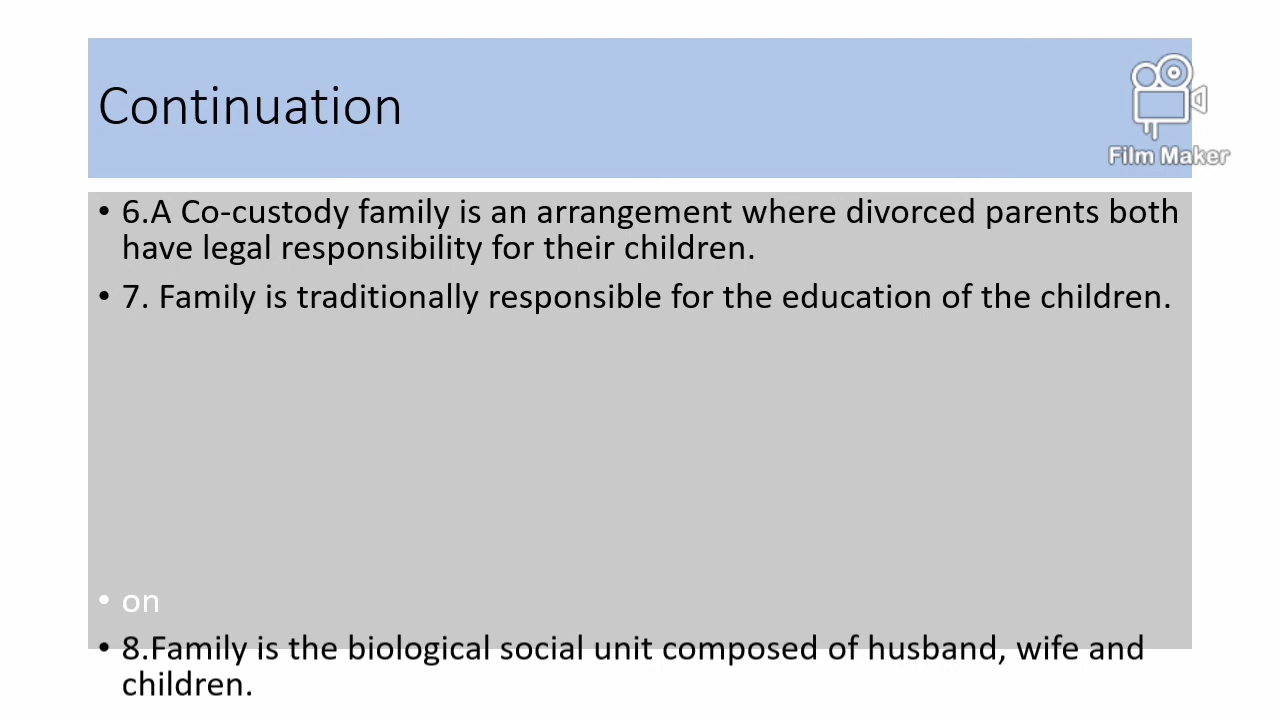 Continuation
Film Maker
• 6.A Co-custody family is an arrangement where divorced parents both
have legal responsibility for their children.
• 7. Family is traditionally responsible for the education of the children.
• on
• 8.Family is the biological social unit composed of husband, wife and
children.